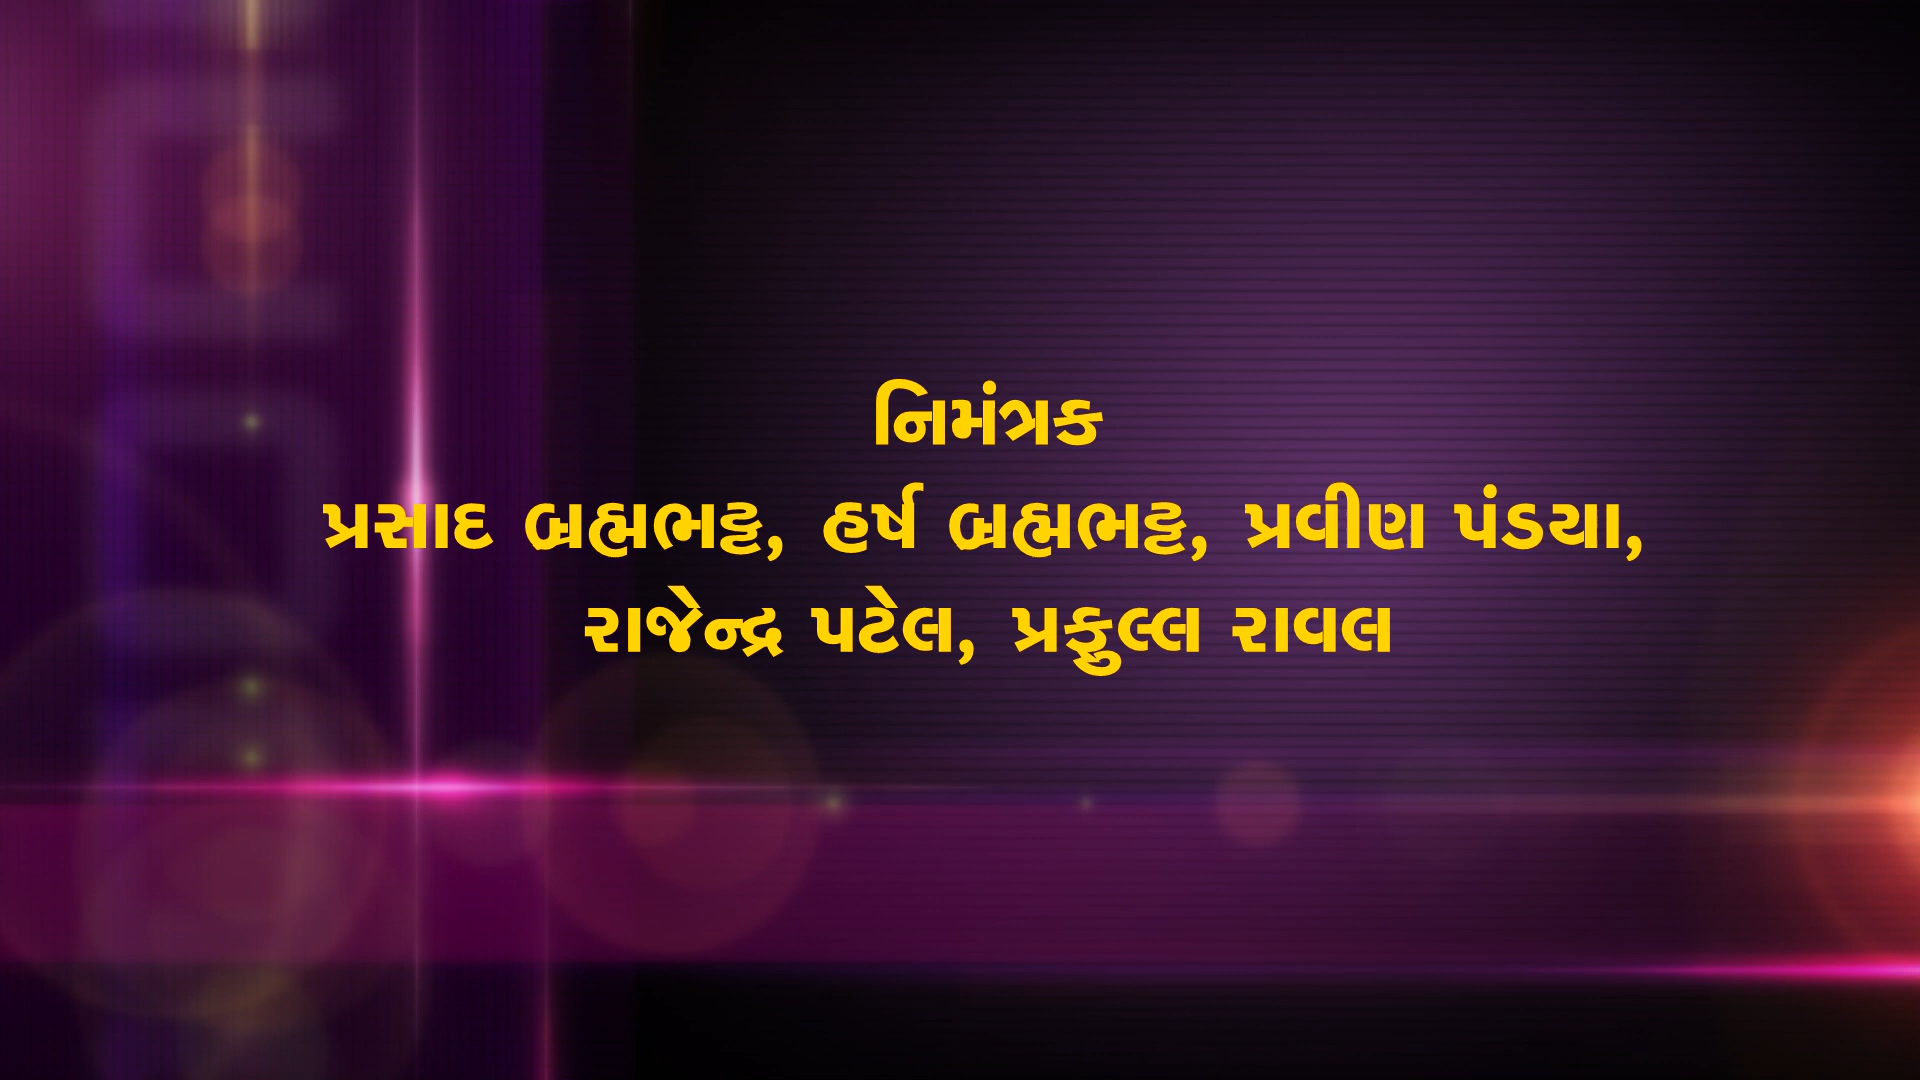 નિમંત્રક
પ્રસાદ બ્રહ્મભટ્ટ, હર્ષ બ્રહ્મભટ્ટ, પ્રવીણ પંડયા,
રાજેન્દ્ર પટેલ, પ્રફુલ્લ રાવલ